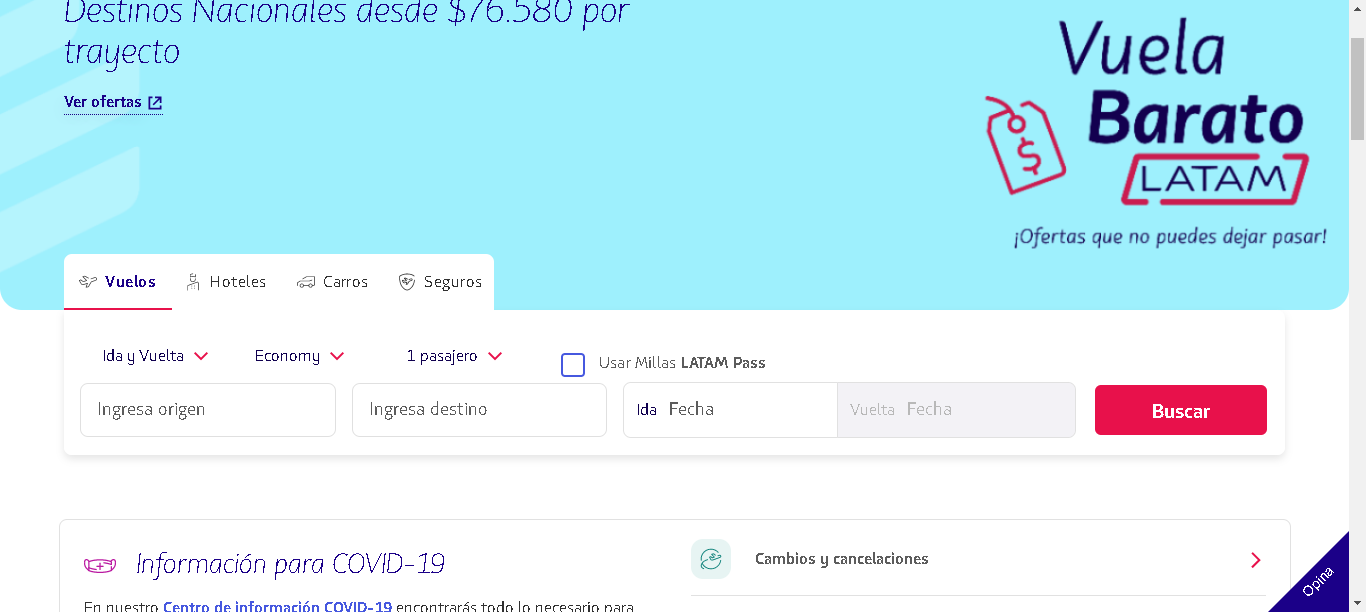 Destinos Nacionales desde $76.580 por
trayecto
Ver ofertas
Vuela
Barato
LATAM
¡Ofertas que no puedes dejar pasar!
Vuelos Hoteles Carros Seguros
Ida y Vuelta Economy 1 pasajero Usar Millas LATAM Pass
Ingresa origen Ingresa destino Ida Fecha Vuelta Fecha Buscar
Información para COVID-19
Cambios y cancelaciones
En nuestro Centro de información COVID-19 encontrarás todo lo necesario para
Opina